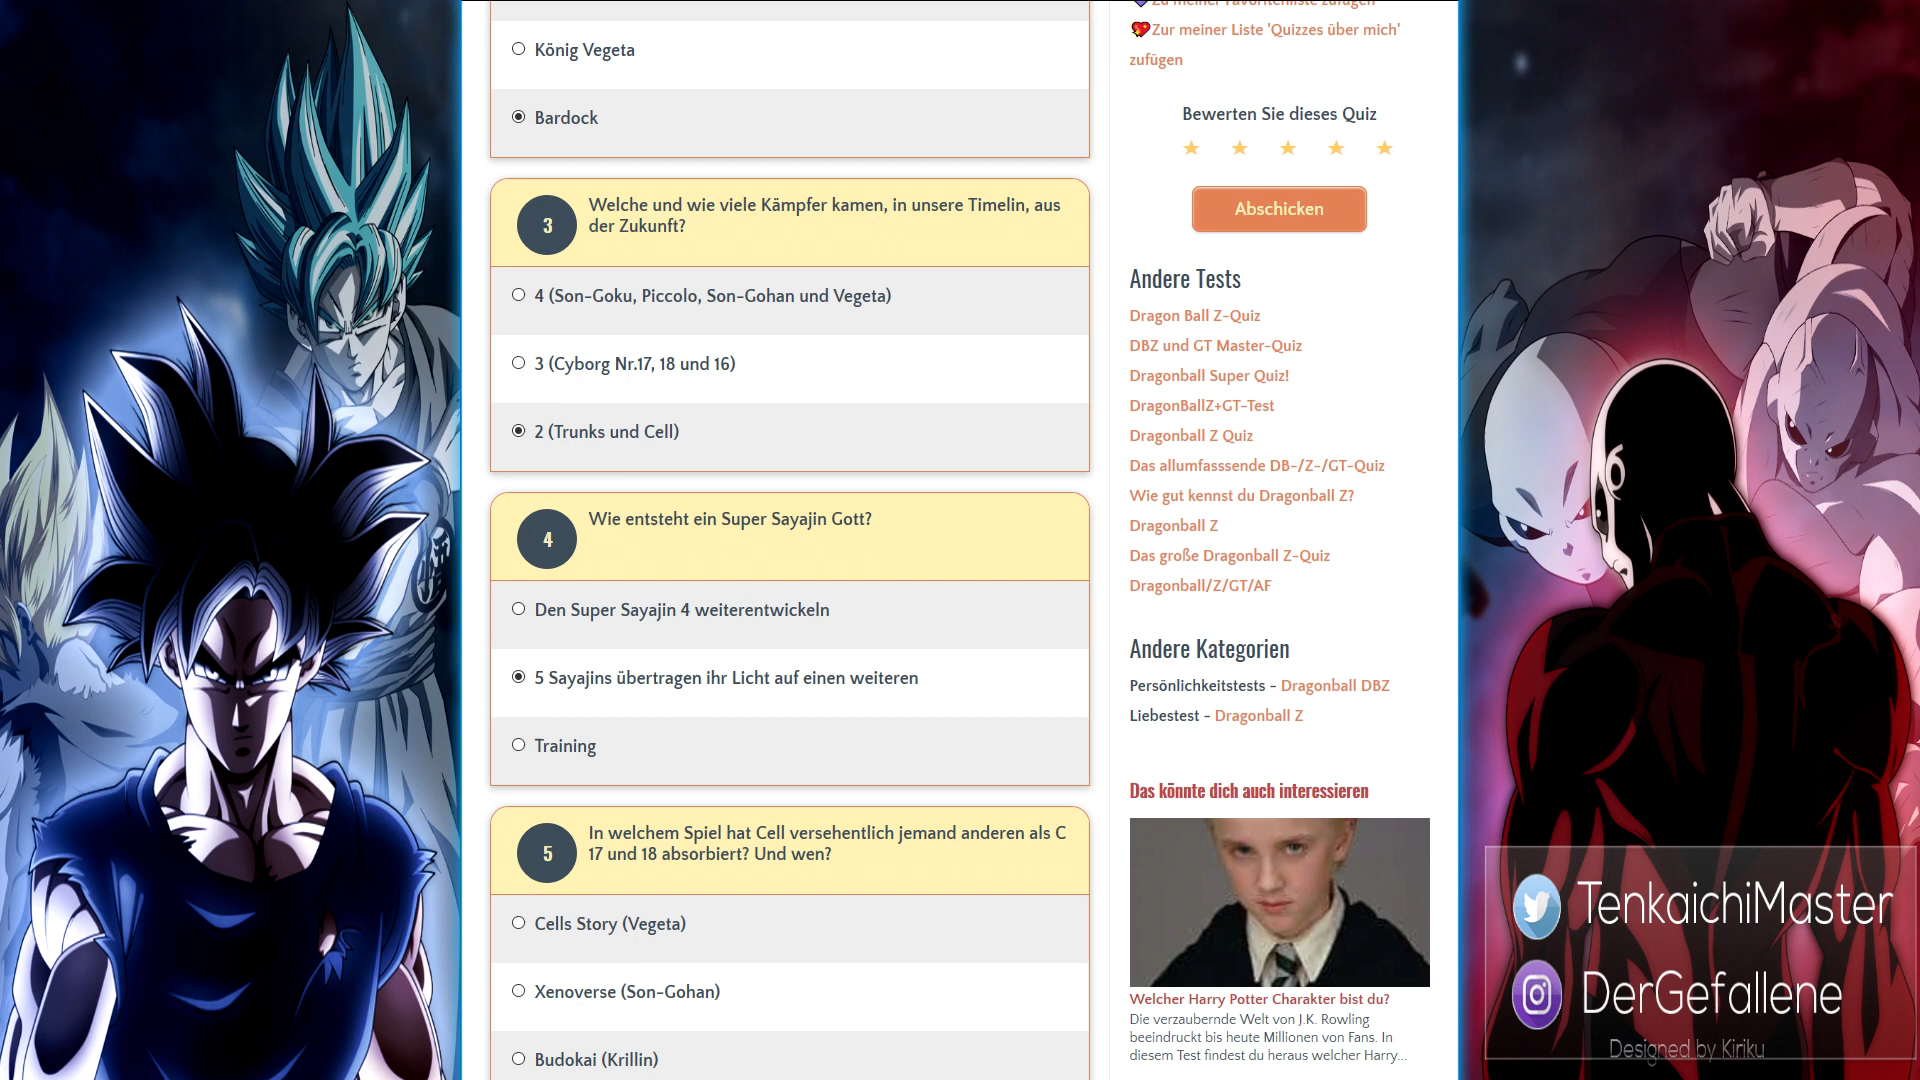 König Vegeta
Bardock
3
Welche und wie viele Kämpfer kamen, in unsere Timelin, aus
der Zukunft?
4 (Son-Goku, Piccolo, Son-Gohan und Vegeta)
3 (Cyborg Nr.17, 18 und 16)
2 (Trunks und Cell)
4
Wie entsteht ein Super Sayajin Gott?
Den Super Sayajin 4 weiterentwickeln
5 Sayajins übertragen ihr Licht auf einen weiteren
Training
5
In welchem Spiel hat Cell versehentlich jemand anderen als C
17 und 18 absorbiert? Und wen?
Cells Story (Vegeta)
Xenoverse (Son-Gohan)
Budokai (Krillin)
Zu meiner Favoritenliste zufügen
Zur meiner Liste 'Quizzes über mich'
zufügen
Bewerten Sie dieses Quiz
Abschicken
Andere Tests
Dragon Ball Z-Quiz
DBZ und GT Master-Quiz
Dragonball Super Quiz!
DragonBallZ+GT-Test
Dragonball Z Quiz
Das allumfasssende DB-/Z-/GT-Quiz
Wie gut kennst du Dragonball Z?
Dragonball Z
Das große Dragonball Z-Quiz
Dragonball/Z/GT/AF
Andere Kategorien
Persönlichkeitstests - Dragonball DBZ
Liebestest - Dragonball Z
Das könnte dich auch interessieren
Welcher Harry Potter Charakter bist du?
Die verzaubernde Welt von J.K. Rowling
beeindruckt bis heute Millionen von Fans. In
diesem Test findest du heraus welcher Harry...
TenkaichiMaster
DerGefallene
Designed by Kiriku